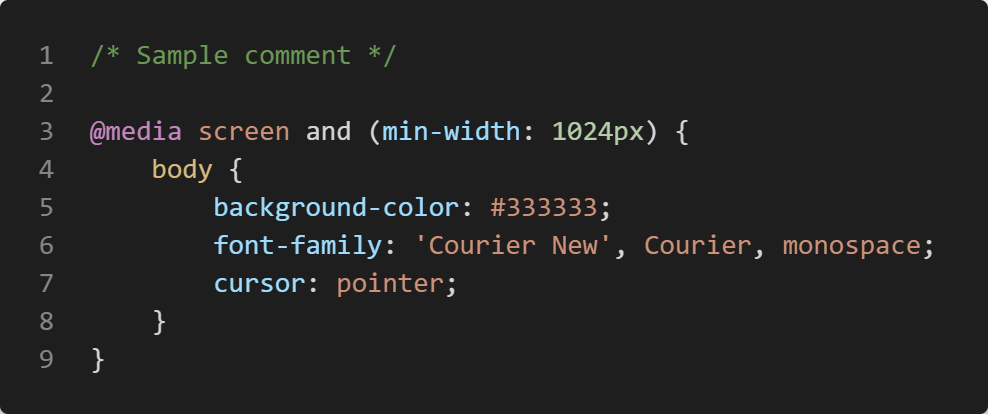 1 /* Sample comment */
2
3 @media screen and (min-width: 1024px) {
4     body {
5         background-color: #333333;
6         font-family: 'Courier New', Courier, monospace;
7         cursor: pointer;
8     }
9 }